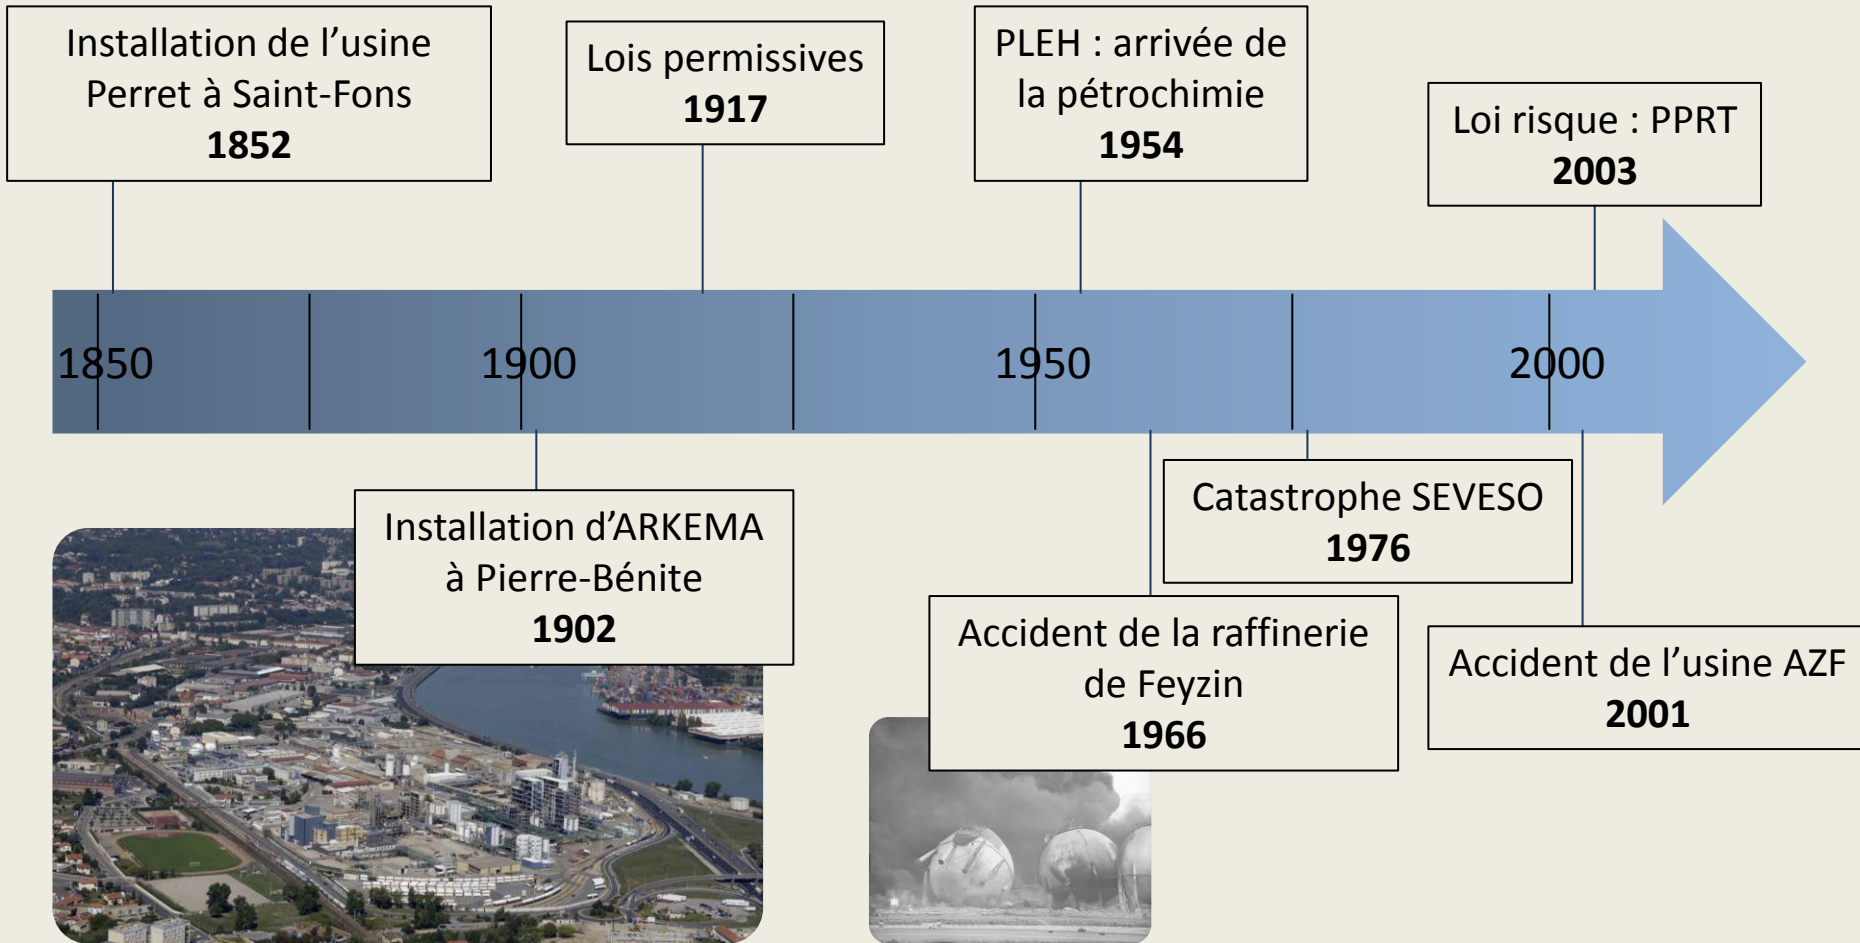 Installation de l’usine
Perret à Saint-Fons
1852
Lois permissives
1917
PLEH : arrivée de
la pétrochimie
1954
Loi risque : PPRT
2003
1850
1900
1950
2000
Installation d’ARKEMA
à Pierre-Bénite
1902
Accident de la raffinerie
de Feyzin
1966
Catastrophe SEVESO
1976
Accident de l’usine AZF
2001